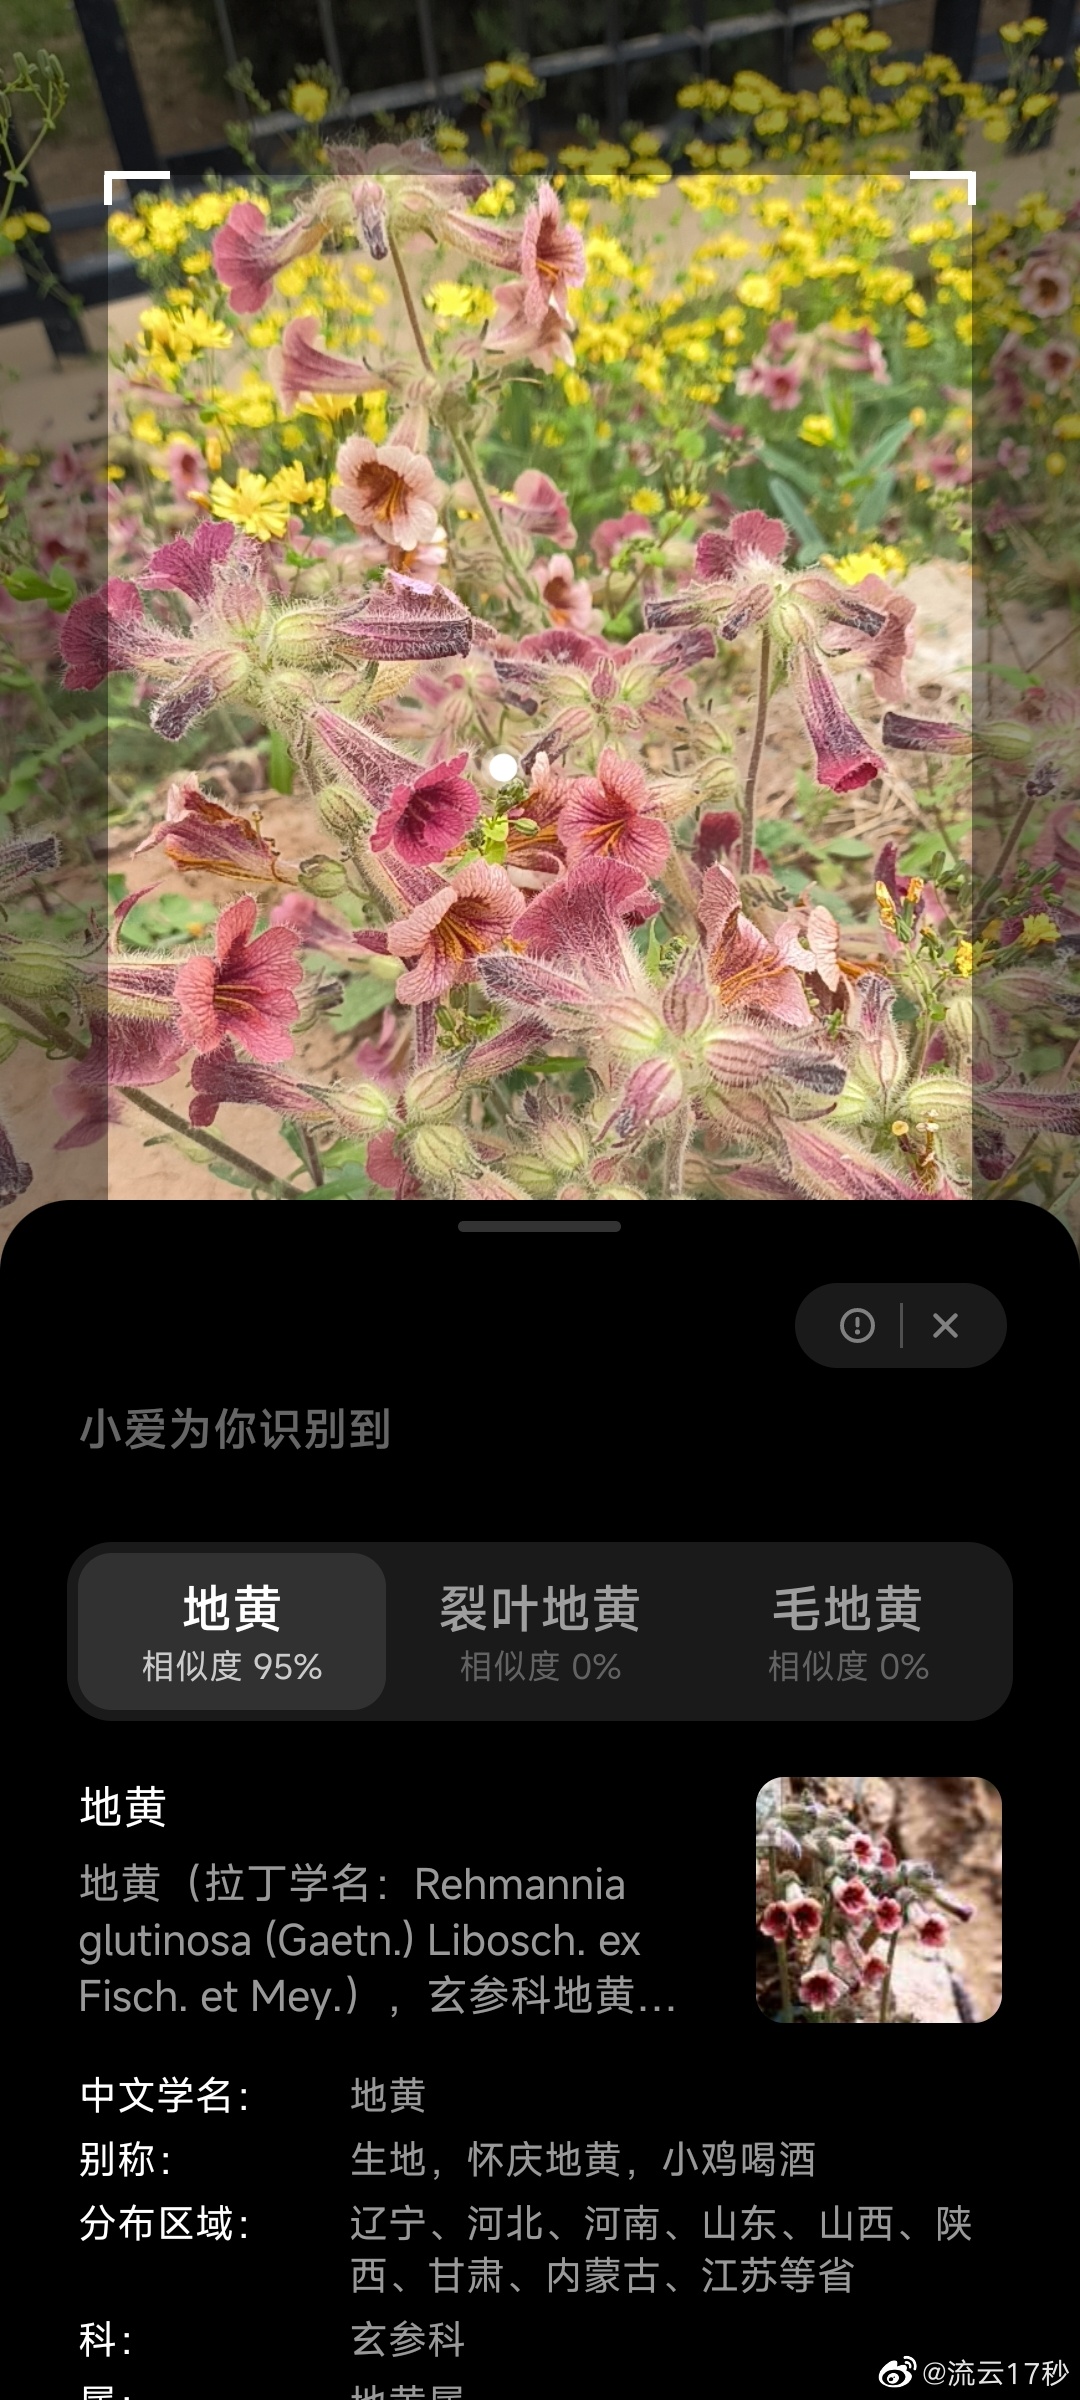 小爱为你识别到
地黄 裂叶地黄 毛地黄
相似度 95% 相似度 0% 相似度 0%
地黄
地黄（拉丁学名：Rehmannia
glutinosa (Gaetn.) Libosch. ex
Fisch. et Mey.），玄参科地黄...
中文学名： 地黄
别称： 生地，怀庆地黄，小鸡喝酒
分布区域： 辽宁、河北、河南、山东、山西、陕
西、甘肃、内蒙古、江苏等省
科： 玄参科
属： 地黄属
@流云17秒